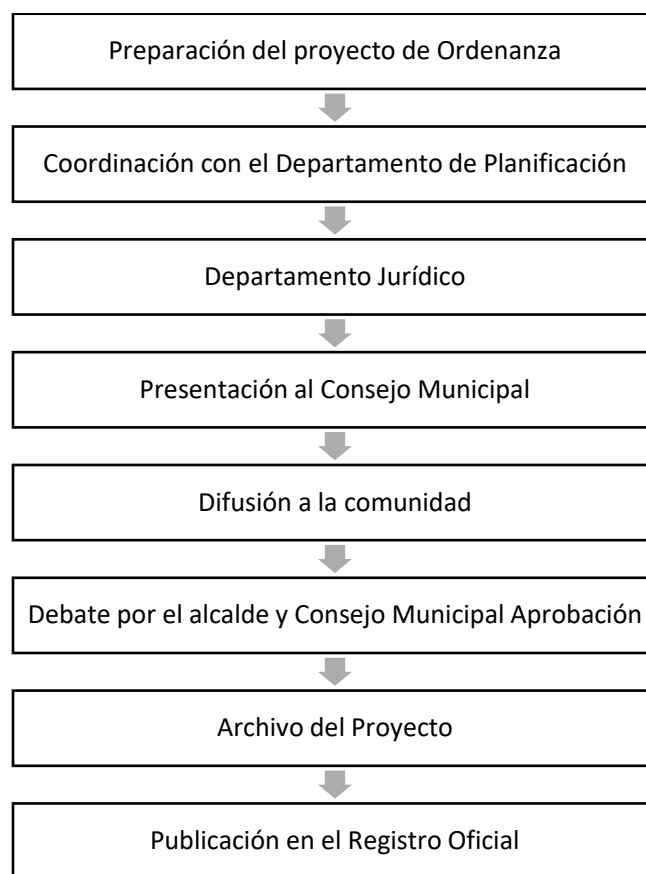 Preparación del proyecto de Ordenanza
Coordinación con el Departamento de Planificación
Departamento Jurídico
Presentación al Consejo Municipal
Difusión a la comunidad
Debate por el alcalde y Consejo Municipal Aprobación
Archivo del Proyecto
Publicación en el Registro Oficial